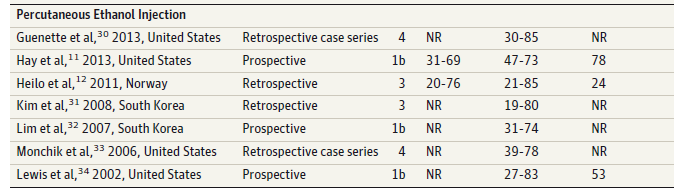 Percutaneous Ethanol Injection
Guenette et al,30 2013, United States Retrospective case series 4 NR 30-85 NR
Hay et al,11 2013, United States Prospective 1b 31-69 47-73 78
Heilo et al,12 2011, Norway Retrospective 3 20-76 21-85 24
Kim et al,31 2008, South Korea Retrospective 3 NR 19-80 NR
Lim et al,32 2007, South Korea Prospective 1b NR 31-74 NR
Monchik et al,33 2006, United States Retrospective case series 4 NR 39-78 NR
Lewis et al,34 2002, United States Prospective 1b NR 27-83 53